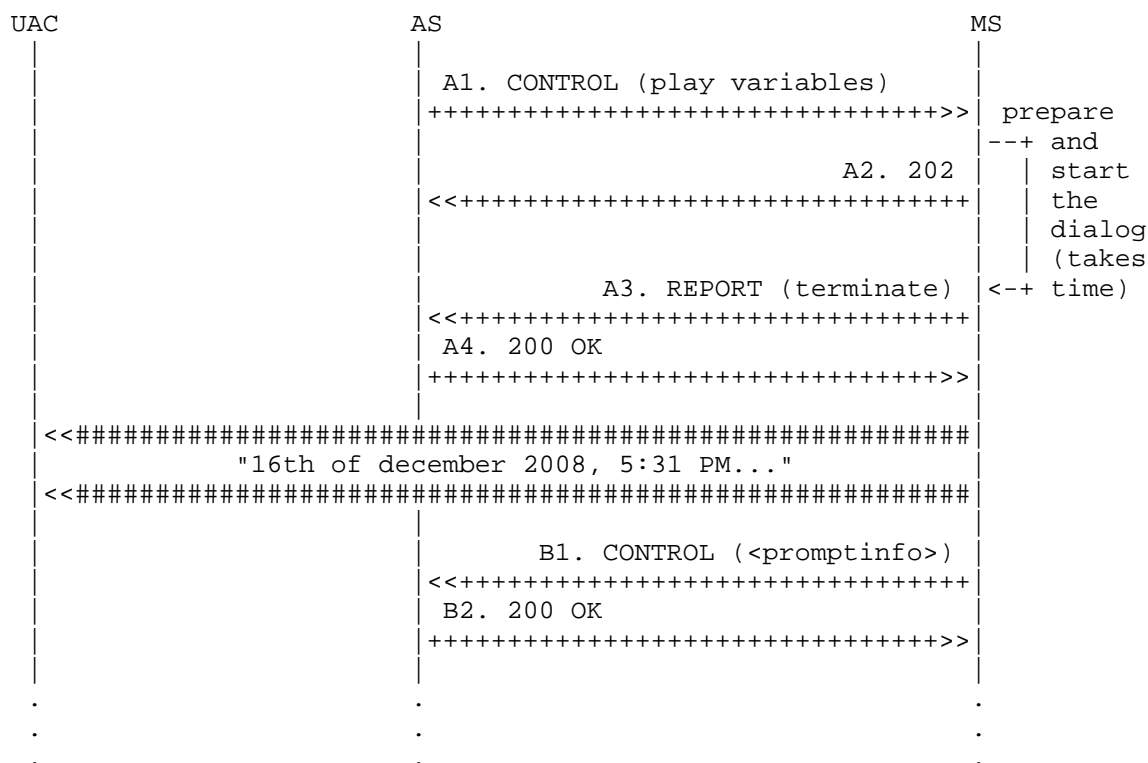 UAC AS MS
A1. CONTROL (play variables)
++++++++++++++++++++++++++++++++>> prepare
--+ and
A2. 202 | start
<<++++++++++++++++++++++++++++++++ | the
| dialog
| (takes
A3. REPORT (terminate) <-+ time)
<<++++++++++++++++++++++++++++++++
A4. 200 OK
++++++++++++++++++++++++++++++++>>
<<########################################################
"16th of december 2008, 5:31 PM..."
<<########################################################
B1. CONTROL (<promptinfo>)
<<++++++++++++++++++++++++++++++++
B2. 200 OK
++++++++++++++++++++++++++++++++>>
. . .
. . .
. . .